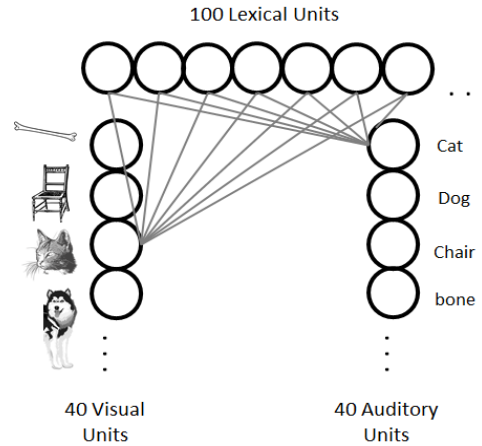 100 Lexical Units
Cat
Dog
Chair
bone
40 Visual
Units
40 Auditory
Units